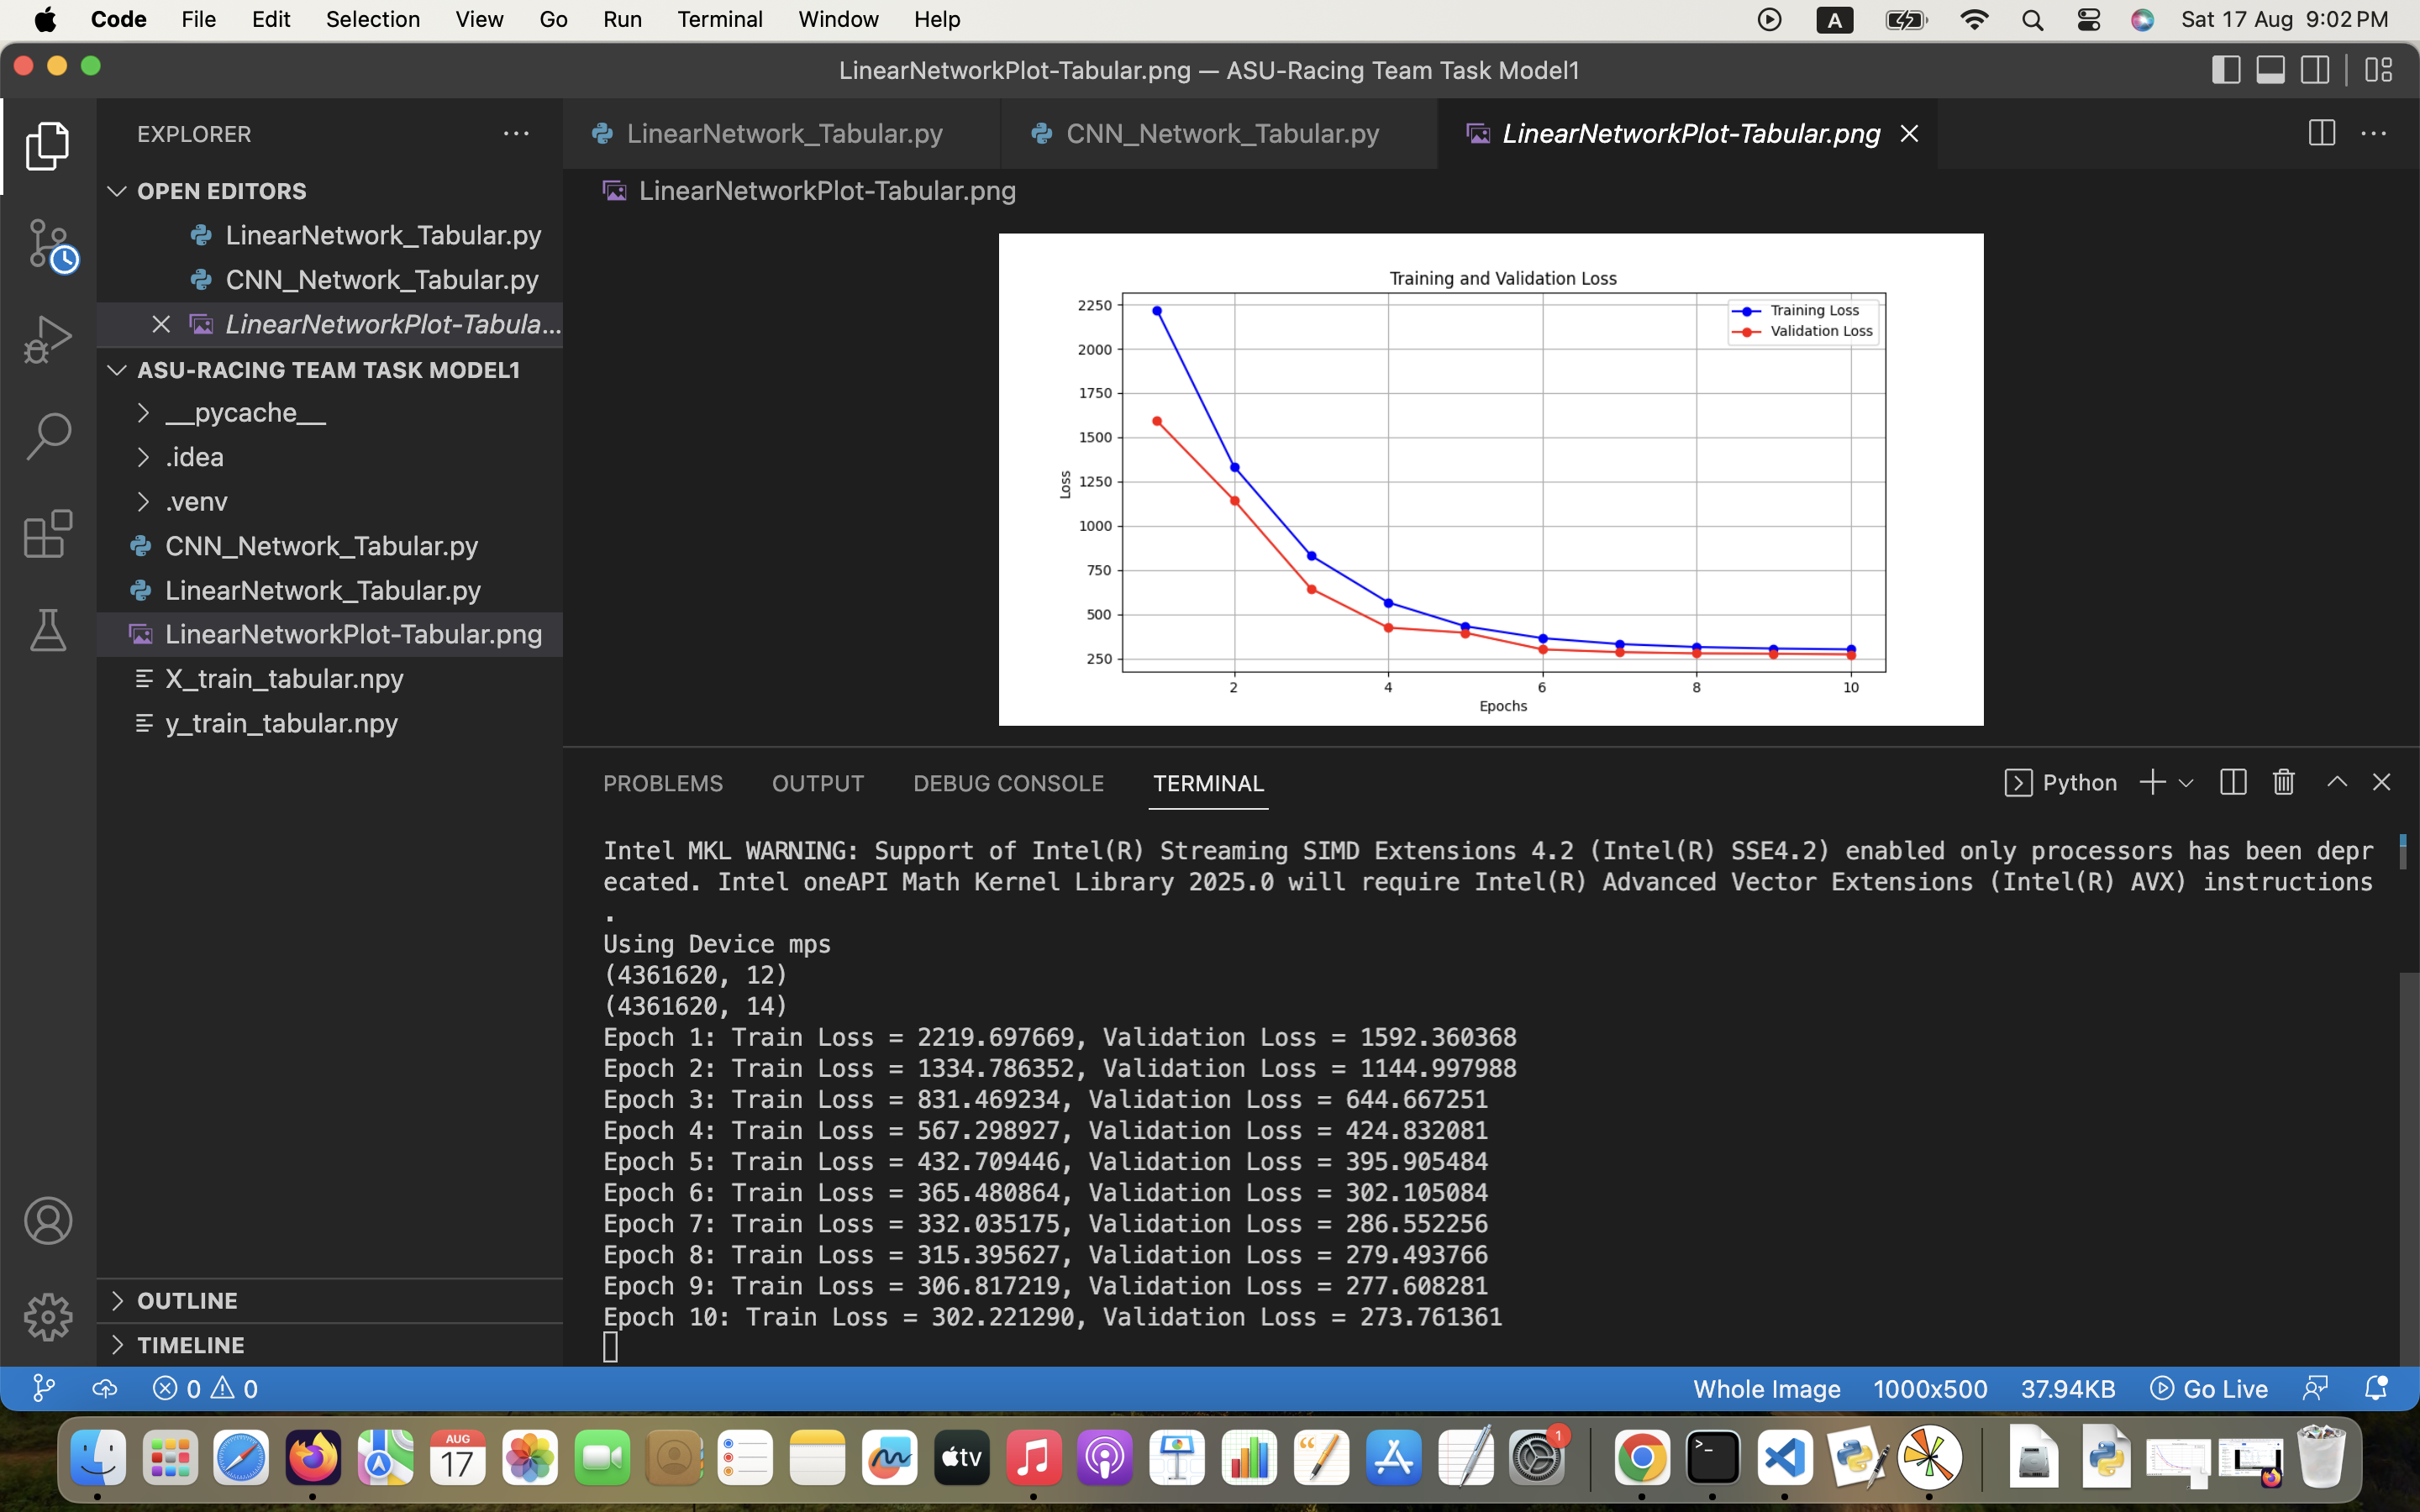 Code File Edit Selection View Go Run Terminal Window Help A Sat 17 Aug 9:02 PM
LinearNetworkPlot-Tabular.png — ASU-Racing Team Task Model1
EXPLORER
LinearNetwork_Tabular.py
CNN_Network_Tabular.py
LinearNetworkPlot-Tabular.png
OPEN EDITORS
LinearNetwork_Tabular.py
CNN_Network_Tabular.py
LinearNetworkPlot-Tabula...
ASU-RACING TEAM TASK MODEL1
__pycache__
.idea
.venv
CNN_Network_Tabular.py
LinearNetwork_Tabular.py
LinearNetworkPlot-Tabular.png
X_train_tabular.npy
y_train_tabular.npy
OUTLINE
TIMELINE
LinearNetworkPlot-Tabular.png
Training and Validation Loss
Training Loss
Validation Loss
2250
2000
1750
1500
1250
1000
750
500
250
Loss
2 4 6 8 10
Epochs
PROBLEMS OUTPUT DEBUG CONSOLE TERMINAL Python
Intel MKL WARNING: Support of Intel(R) Streaming SIMD Extensions 4.2 (Intel(R) SSE4.2) enabled only processors has been depr
ecated. Intel oneAPI Math Kernel Library 2025.0 will require Intel(R) Advanced Vector Extensions (Intel(R) AVX) instructions
.
Using Device mps
(4361620, 12)
(4361620, 14)
Epoch 1: Train Loss = 2219.697669, Validation Loss = 1592.360368
Epoch 2: Train Loss = 1334.786352, Validation Loss = 1144.997988
Epoch 3: Train Loss = 831.469234, Validation Loss = 644.667251
Epoch 4: Train Loss = 567.298927, Validation Loss = 424.832081
Epoch 5: Train Loss = 432.709446, Validation Loss = 395.905484
Epoch 6: Train Loss = 365.480864, Validation Loss = 302.105084
Epoch 7: Train Loss = 332.035175, Validation Loss = 286.552256
Epoch 8: Train Loss = 315.395627, Validation Loss = 279.493766
Epoch 9: Train Loss = 306.817219, Validation Loss = 277.608281
Epoch 10: Train Loss = 302.221290, Validation Loss = 273.761361
0 0 Whole Image 1000x500 37.94KB Go Live
AUG
17
tv
1